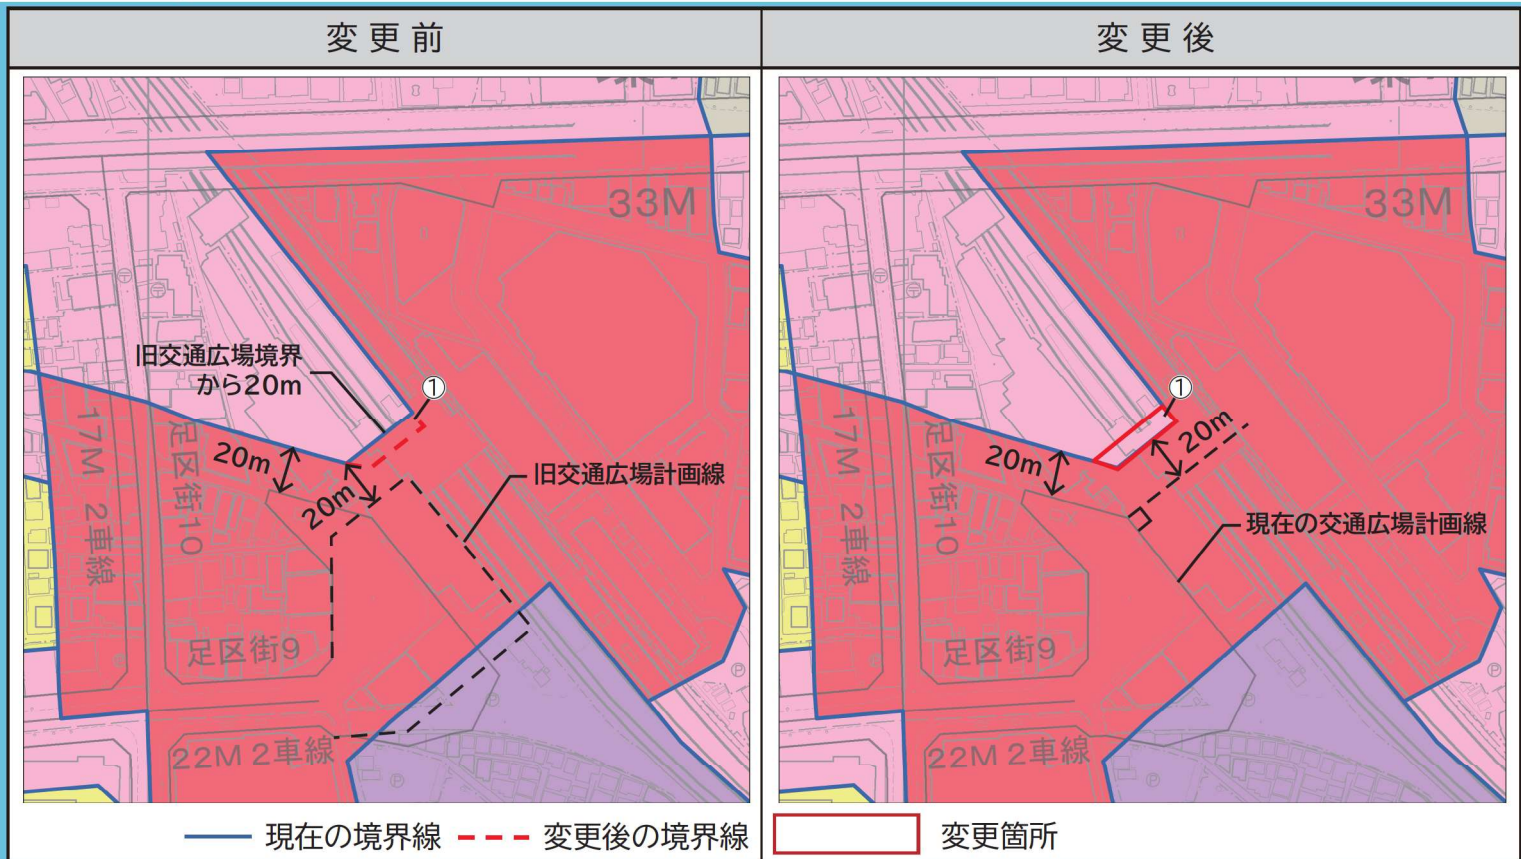 変更前
変更後
33M
旧交通広場境界
から20m
①
17M 2車線
足区街10
20m
20m
旧交通広場計画線
足区街9
22M 2車線
33M
①
20m
17M 2車線
足区街10
20m
現在の交通広場計画線
足区街9
22M 2車線
現在の境界線
変更後の境界線
変更箇所